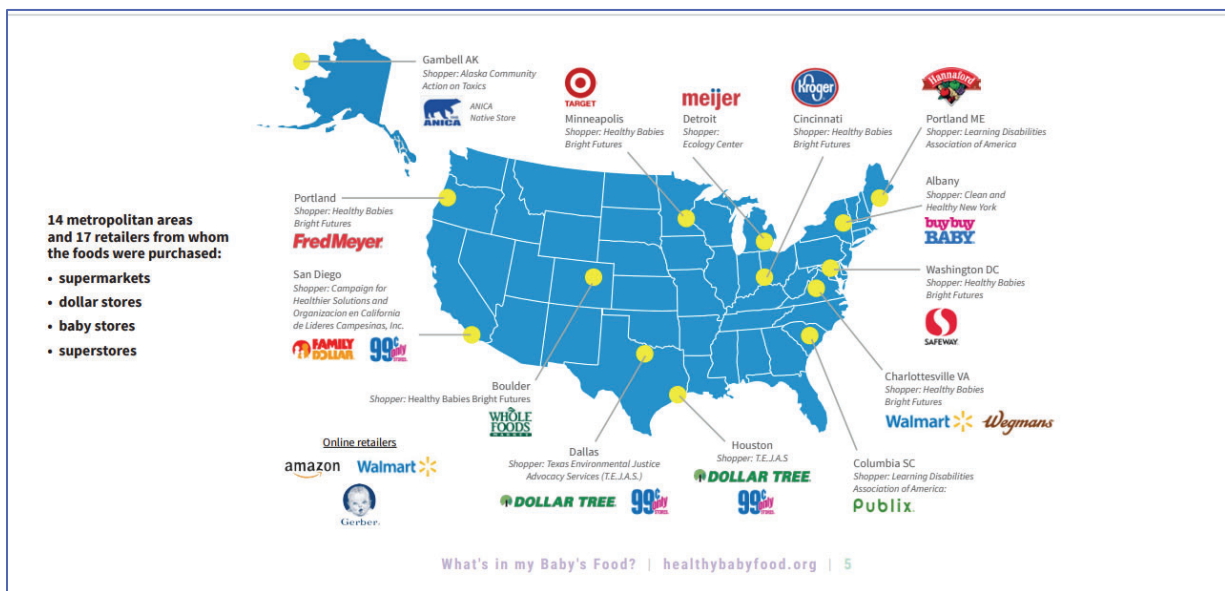 14 metropolitan areas
and 17 retailers from whom
the foods were purchased:
• supermarkets
• dollar stores
• baby stores
• superstores
Gambell AK
Shopper: Alaska Community
Action on Toxics
ANICA
ANICA
Native Store
TARGET
Minneapolis
Shopper: Healthy Babies
Bright Futures
meijer
Detroit
Shopper:
Ecology Center
Kroger
Cincinnati
Shopper: Healthy Babies
Bright Futures
Hannaford
Portland ME
Shopper: Learning Disabilities
Association of America
Albany
Shopper: Clean and
Healthy New York
buybuy
BABY
Washington DC
Shopper: Healthy Babies
Bright Futures
SAFEWAY
Charlottesville VA
Shopper: Healthy Babies
Bright Futures
Walmart
Wegmans
Columbia SC
Shopper: Learning Disabilities
Association of America:
Publix
Houston
Shopper: T.E.J.A.S
DOLLAR TREE
99¢ only
STORES
Dallas
Shopper: Texas Environmental Justice
Advocacy Services (T.E.J.A.S.)
DOLLAR TREE
99¢ only
STORES
Boulder
Shopper: Healthy Babies Bright Futures
WHOLE
FOODS
MARKET
Portland
Shopper: Healthy Babies
Bright Futures
FredMeyer
San Diego
Shopper: Campaign for
Healthier Solutions and
Organizacion en California
de Lideres Campesinas, Inc.
FAMILY
DOLLAR
99¢ only
STORES
Online retailers
amazon
Walmart
Gerber
What's in my Baby's Food? | healthybabyfood.org | 5